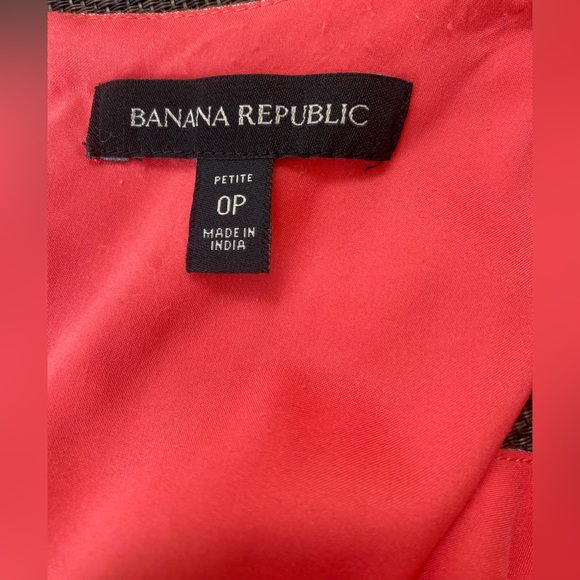 BANANA REPUBLIC
PETITE
0P
MADE IN
INDIA